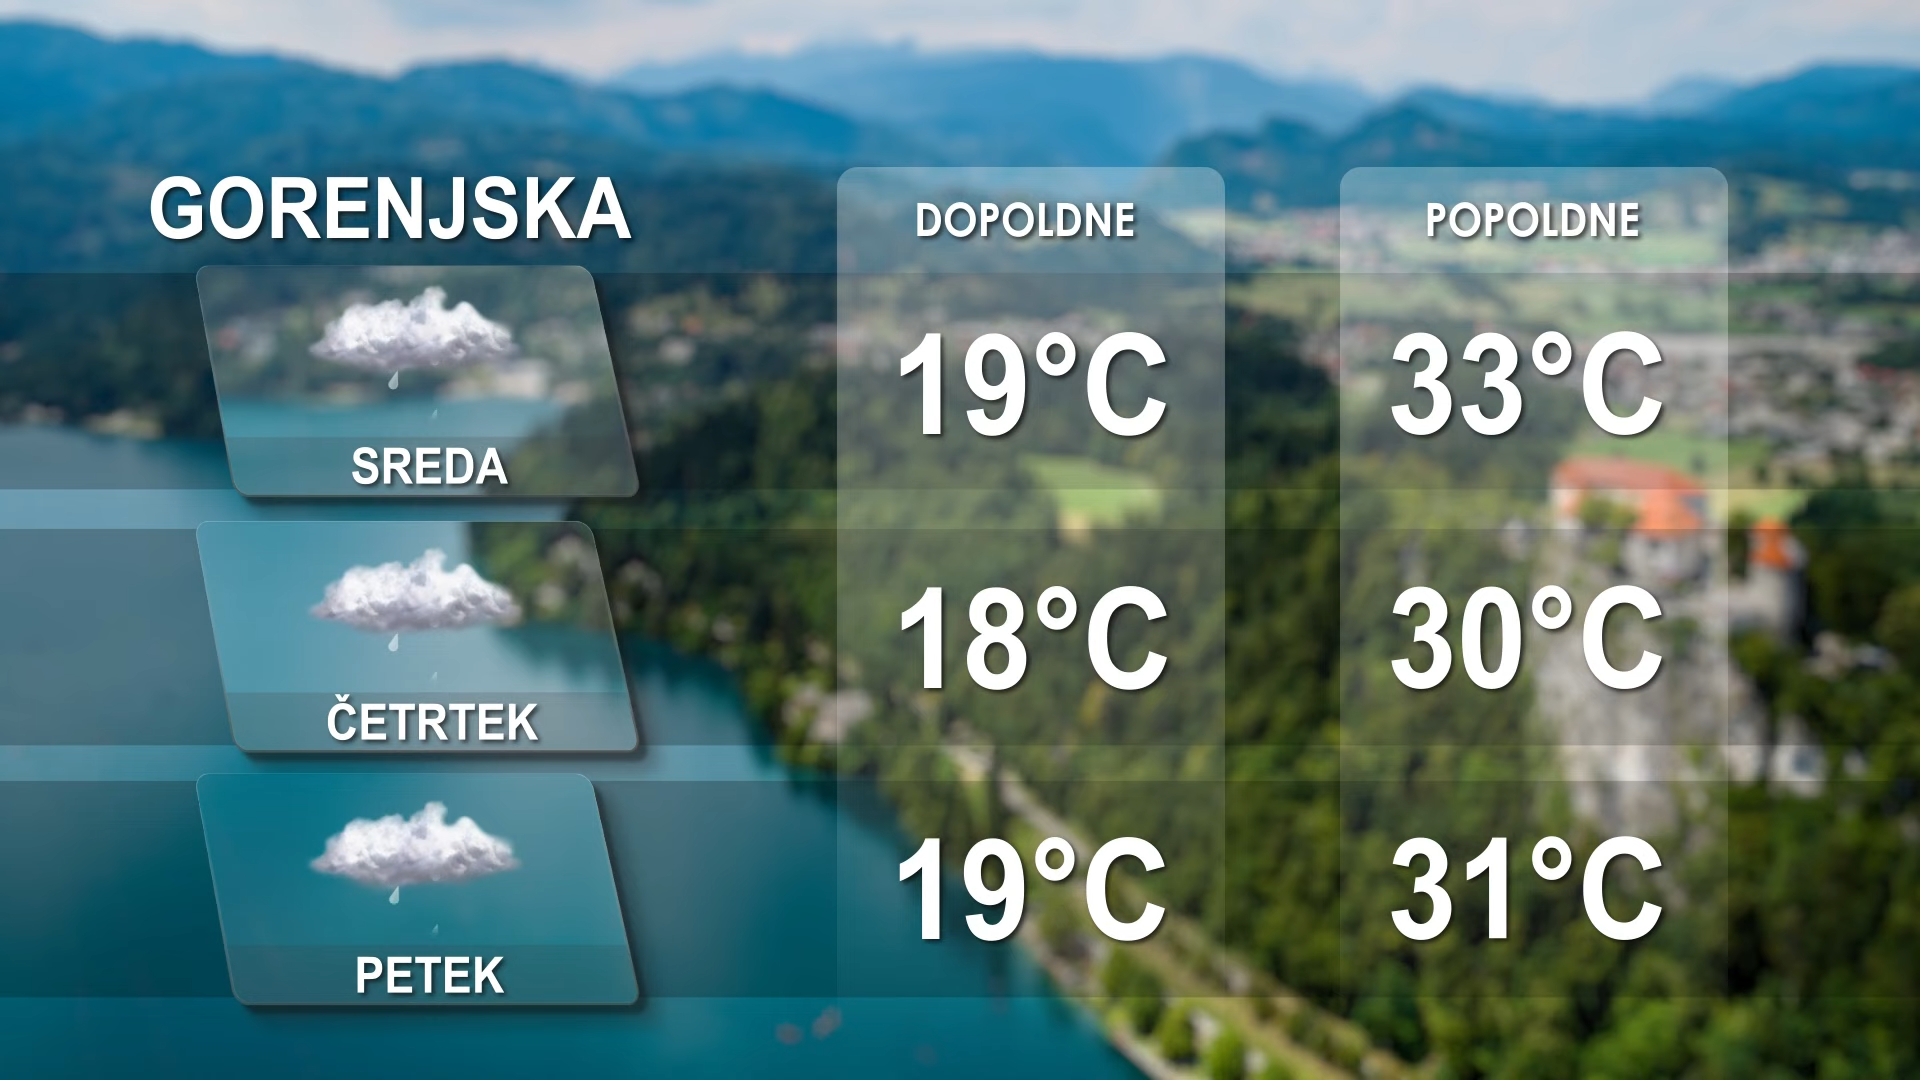 GORENJSKA
DOPOLDNE
POPOLDNE
SREDA
19°C
33°C
ČETRTEK
18°C
30°C
PETEK
19°C
31°C